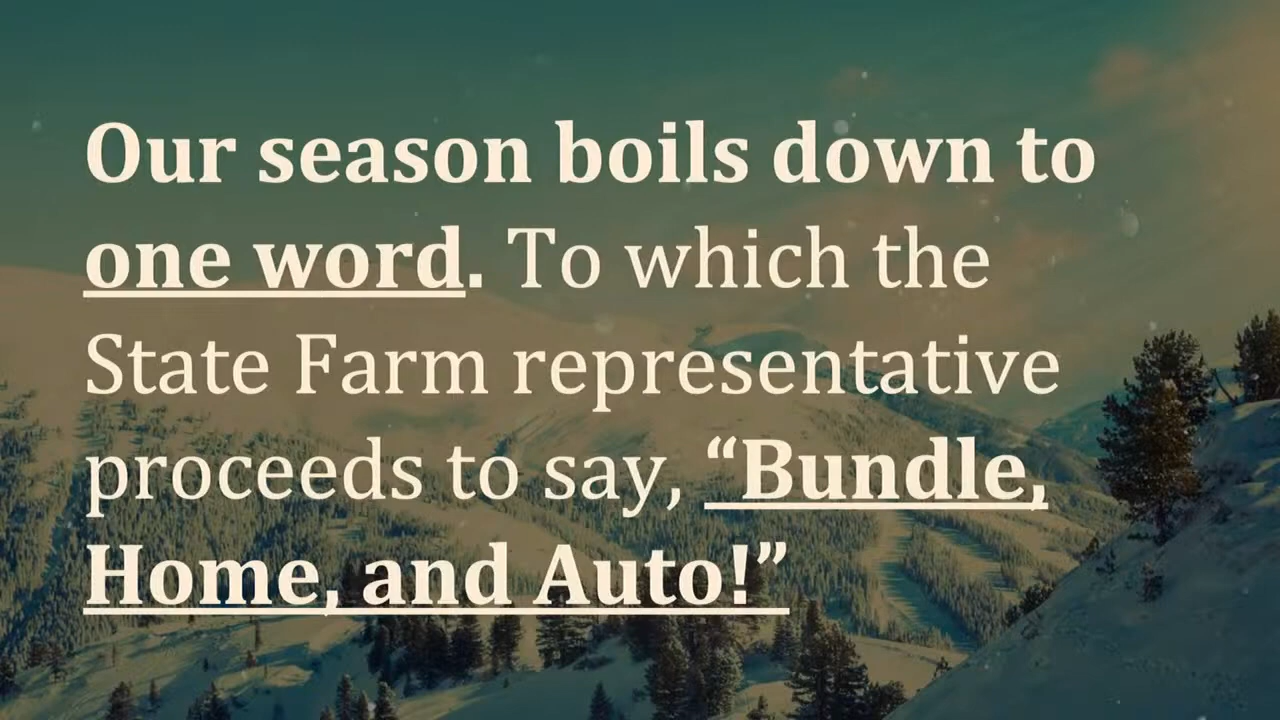 Our season boils down to
one word. To which the
State Farm representative
proceeds to say, “Bundle,
Home, and Auto!”